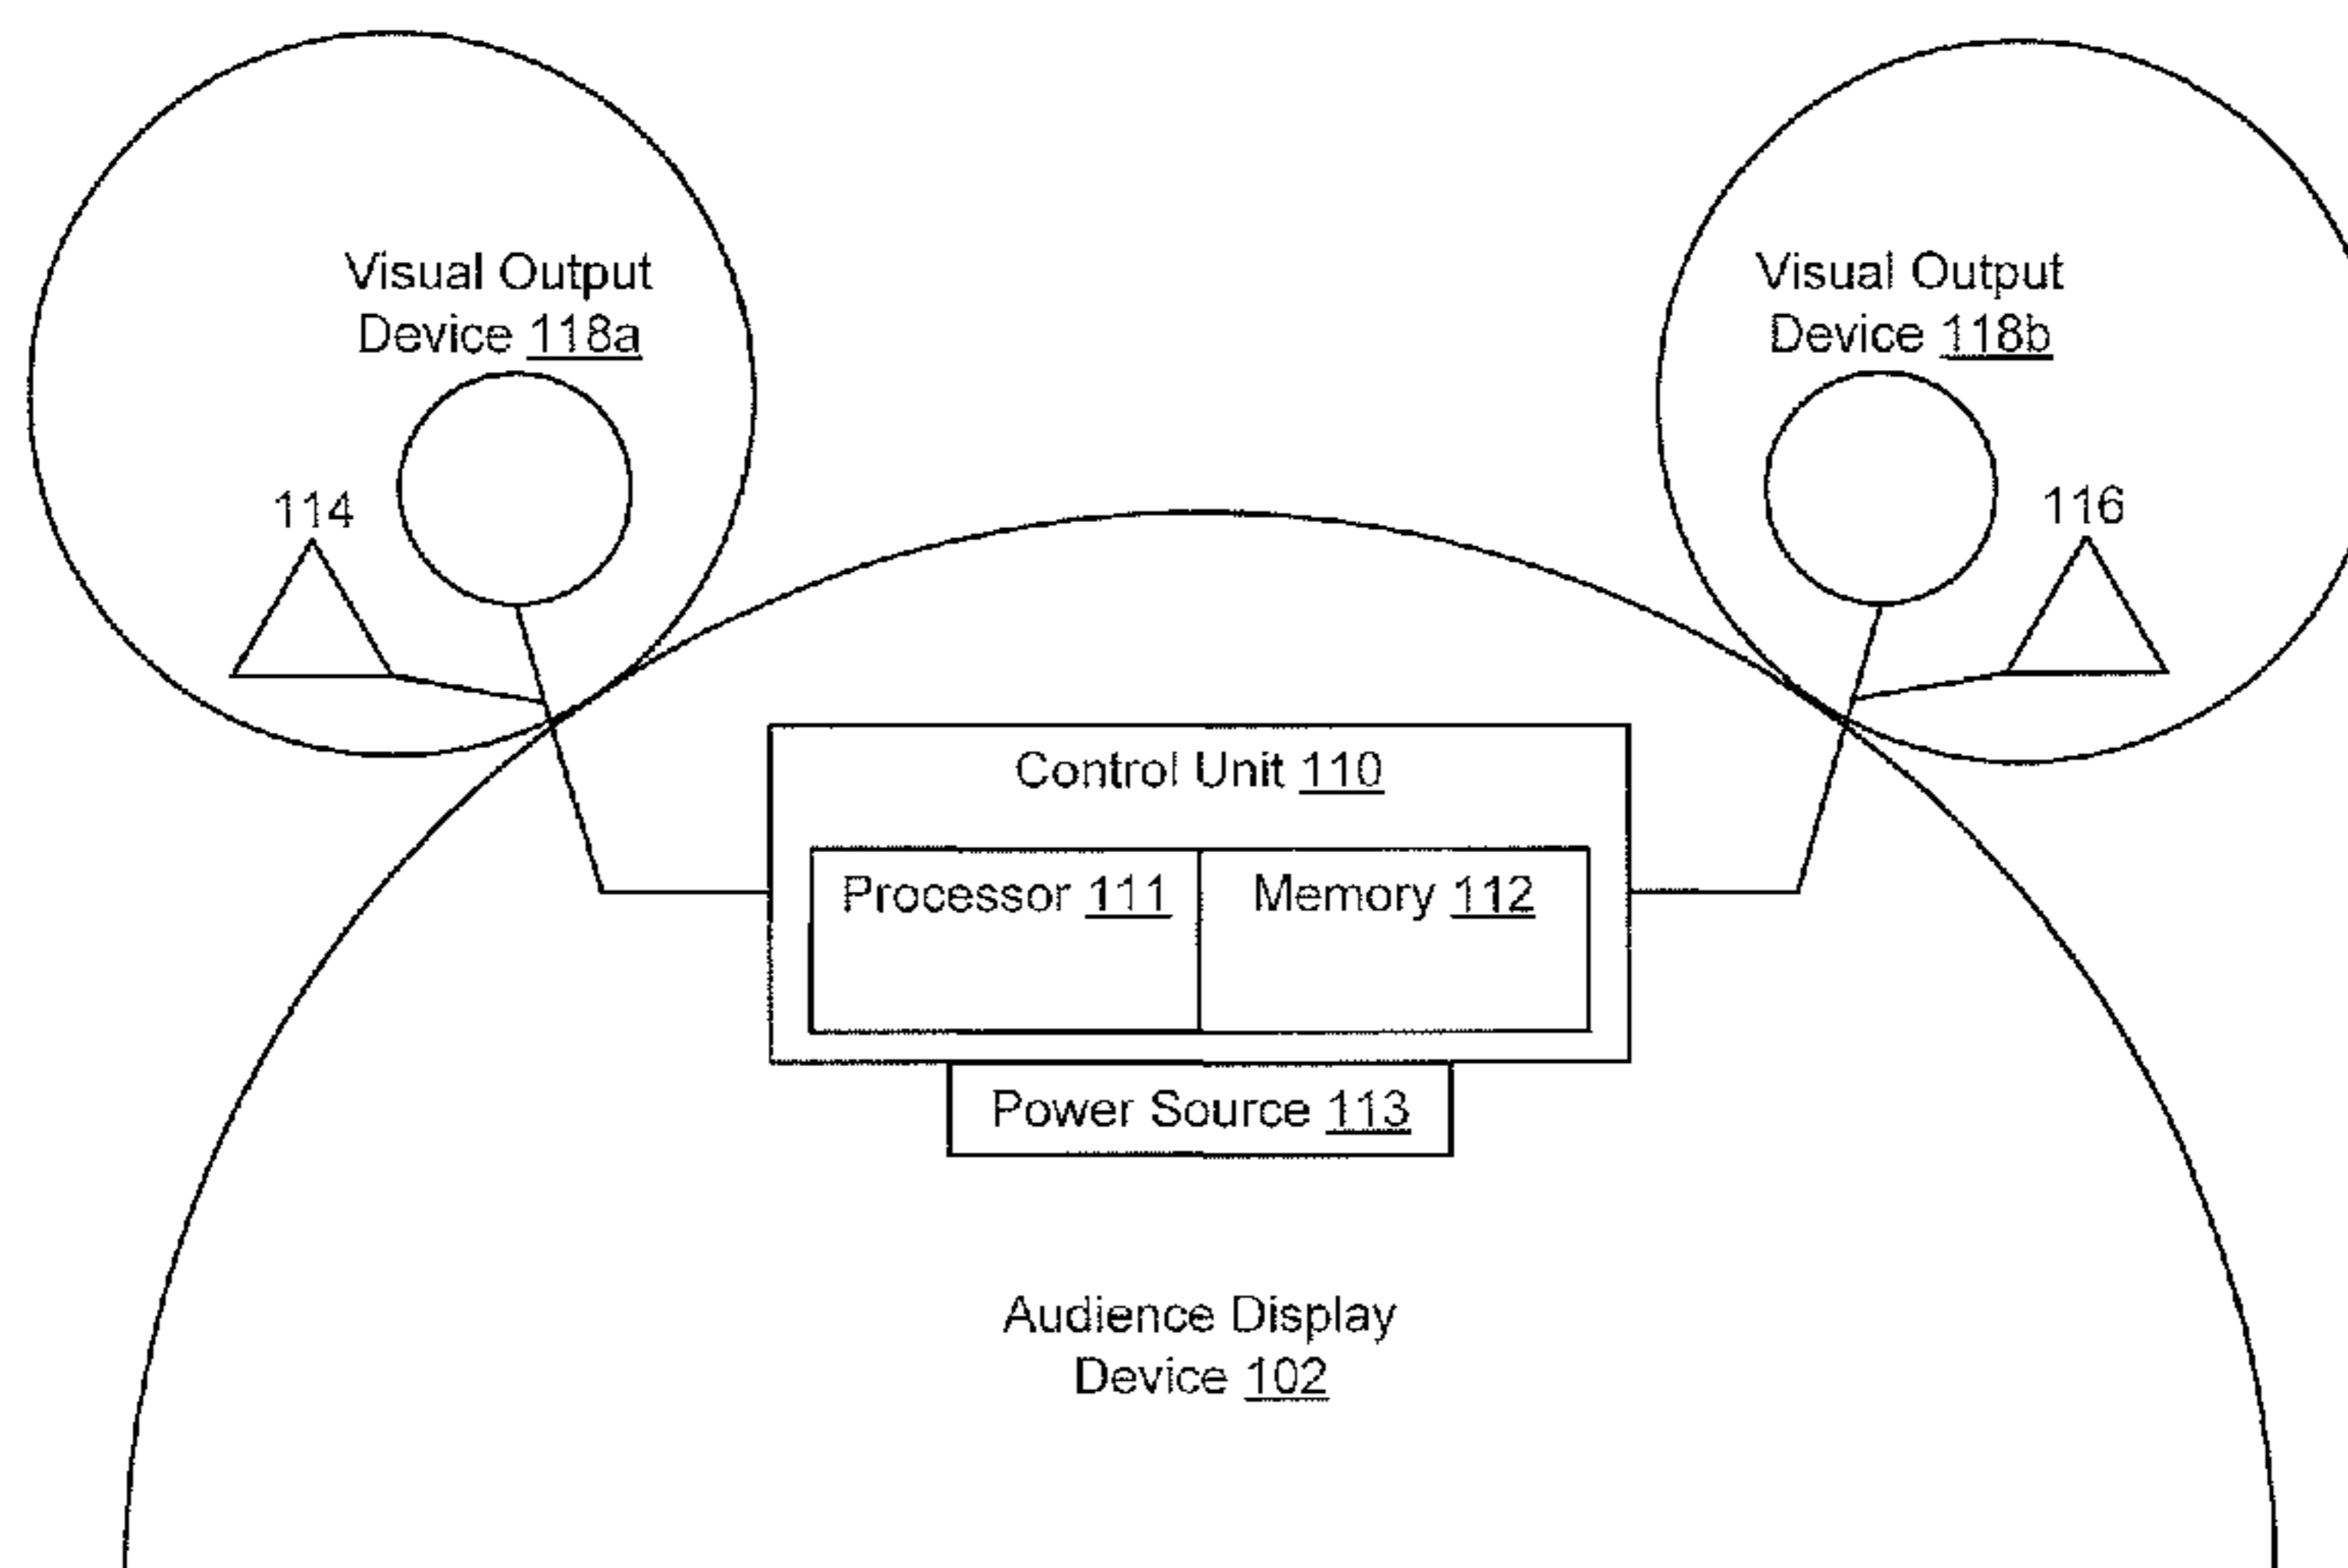 Visual Output
Device 118a
Visual Output
Device 118b
114
116
Control Unit 110
Processor 111
Memory 112
Power Source 113
Audience Display
Device 102